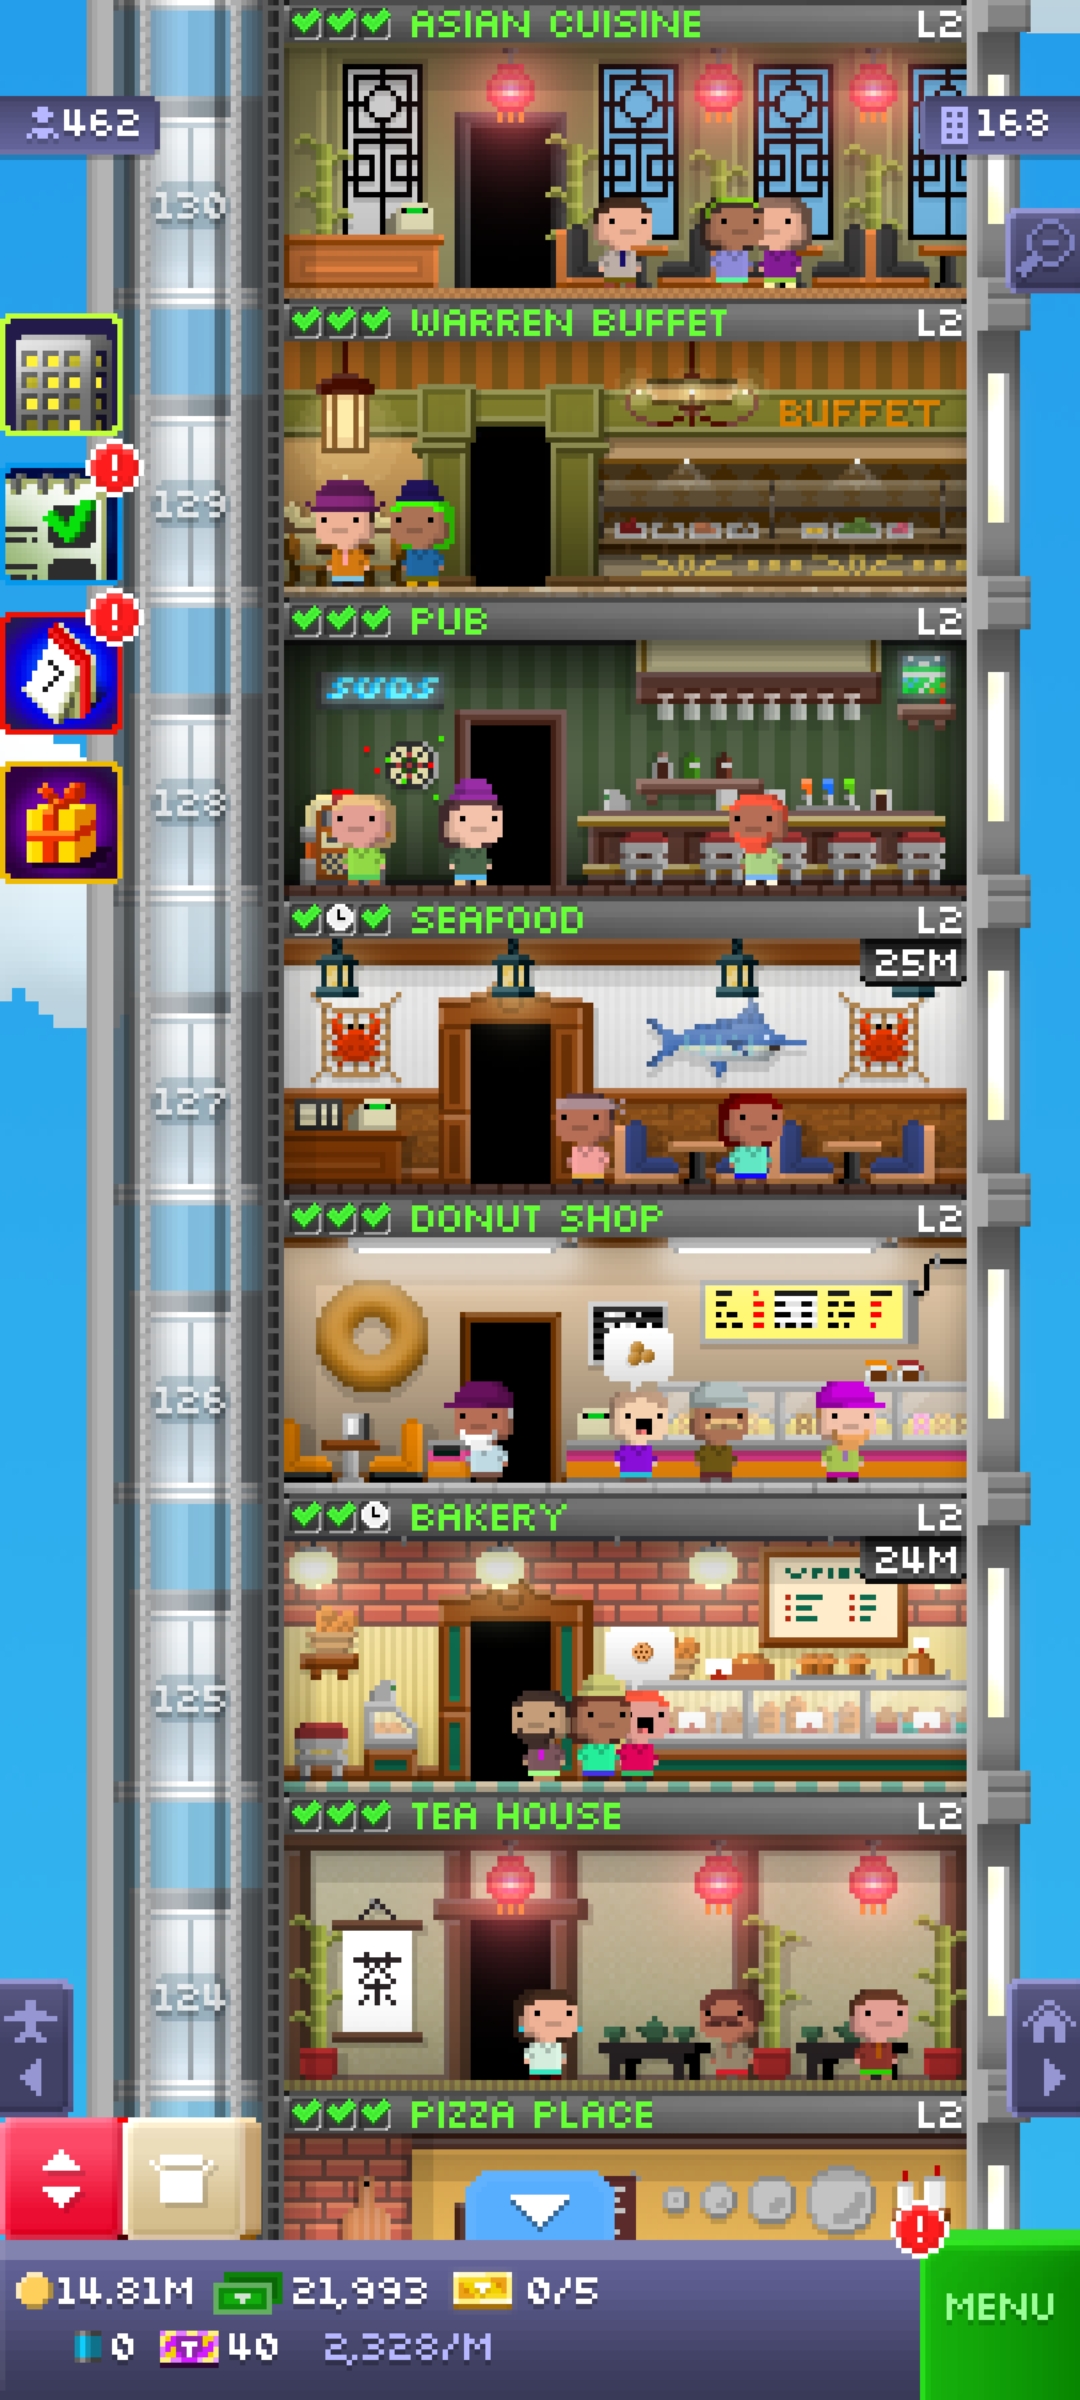 ASIAN CUISINE L2
462
168
130
WARREN BUFFET L2
BUFFET
129
PUB L2
SUDS
128
SEAFOOD L2
25M
127
DONUT SHOP L2
126
BAKERY L2
24M
125
TEA HOUSE L2
茶
124
PIZZA PLACE L2
14.81M 21,993 0/5
MENU
0 40 2,328/M